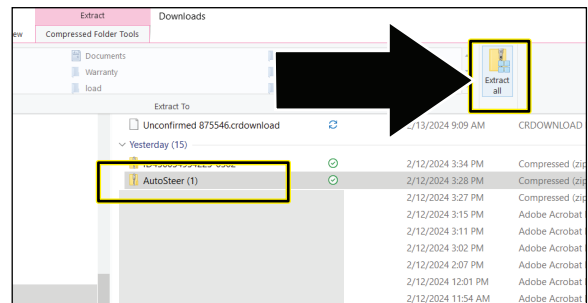 Extract Downloads
ew Compressed Folder Tools
Documents
Warranty
load
Extract all
Extract To
Unconfirmed 875546.crdownload 2/13/2024 9:09 AM CRDOWNLOAD
Yesterday (15)
2/12/2024 3:34 PM Compressed (zip
AutoSteer (1) 2/12/2024 3:28 PM Compressed (zip
2/12/2024 3:27 PM Compressed (zip
2/12/2024 3:15 PM Adobe Acrobat
2/12/2024 3:11 PM Adobe Acrobat
2/12/2024 3:02 PM Adobe Acrobat
2/12/2024 2:07 PM Adobe Acrobat
2/12/2024 12:01 PM Adobe Acrobat
2/12/2024 11:54 AM Adobe Acrobat